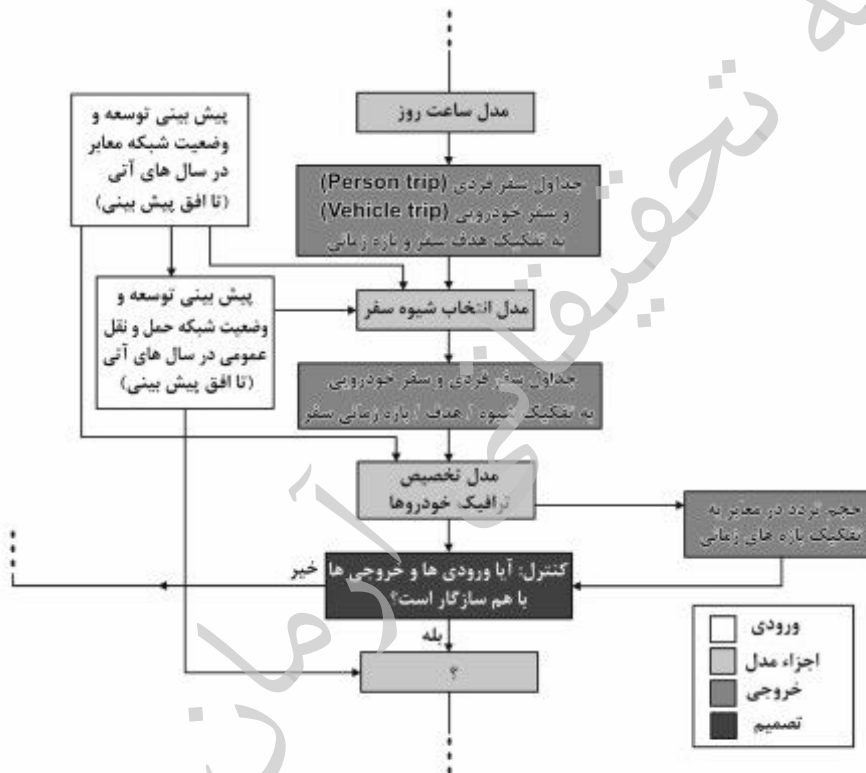 مدل ساعت روز
پیش بینی توسعه و
وضعیت شبکه معابر
در سال های آتی
(تا افق پیش بینی)
جداول سفر فردی (Person trip)
و سفر خودرویی (Vehicle trip)
به تفکیک هدف سفر و بازه زمانی
پیش بینی توسعه و
وضعیت شبکه حمل و نقل
عمومی در سال های آتی
(تا افق پیش بینی)
مدل انتخاب شیوه سفر
جداول سفر فردی و سفر خودرویی
به تفکیک شیوه / هدف / بازه زمانی سفر
مدل تخصیص
ترافیک خودروها
حجم تردد در معابر به
تفکیک بازه های زمانی
کنترل: آیا ورودی ها و خروجی ها
با هم سازگار است؟
خیر
بله
؟
ورودی
اجزاء مدل
خروجی
تصمیم
تحقیقاتی آرمان